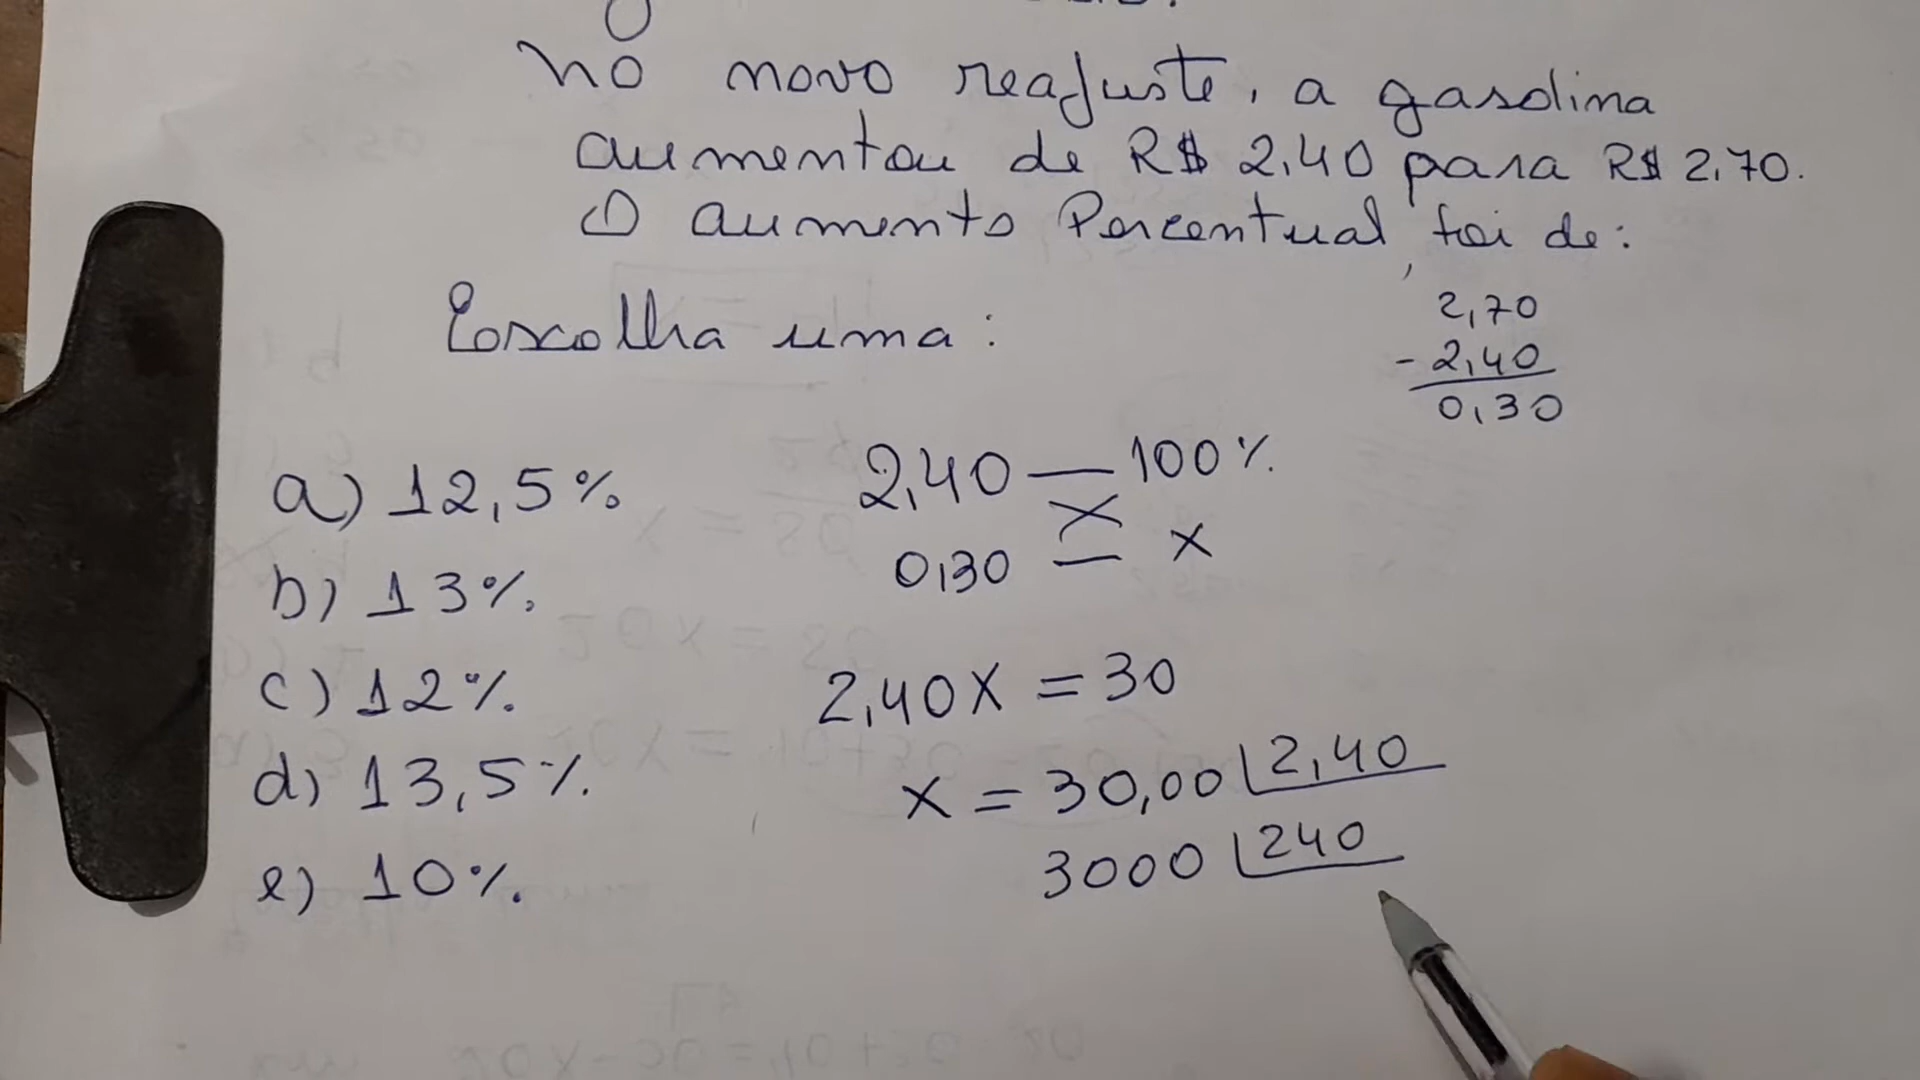 No novo reajuste, a gasolina
aumentou de R$ 2,40 para R$ 2,70.
O aumento Percentual foi de:
Escolha uma:
2,70
- 2,40
0,30
a) 12,5%
b) 13%
c) 12%
d) 13,5%
e) 10%
2,40 — 100%
0,30 — x
2,40x = 30
x = 30,00 2,40
3000 240